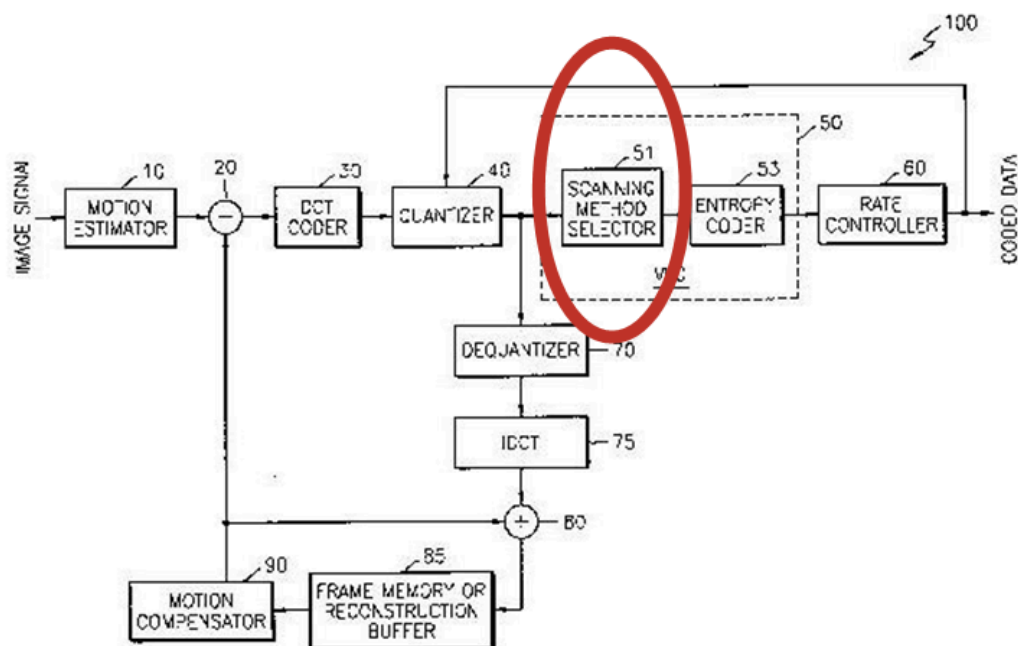 100
50
20
10
30
40
51
53
60
IMAGE SIGNAL
MOTION
ESTIMATOR
DCT
CODER
QUANTIZER
SCANNING
METHOD
SELECTOR
ENTROPY
CODER
RATE
CONTROLLER
CODED DATA
DEQUANTIZER
70
IDCT
75
80
90
85
MOTION
COMPENSATOR
FRAME MEMORY OR
RECONSTRUCTION
BUFFER